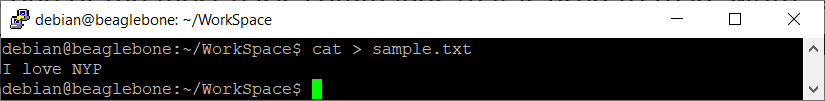 debian@beaglebone: ~/WorkSpace
debian@beaglebone:~/WorkSpace$ cat > sample.txt
I love NYP
debian@beaglebone:~/WorkSpace$